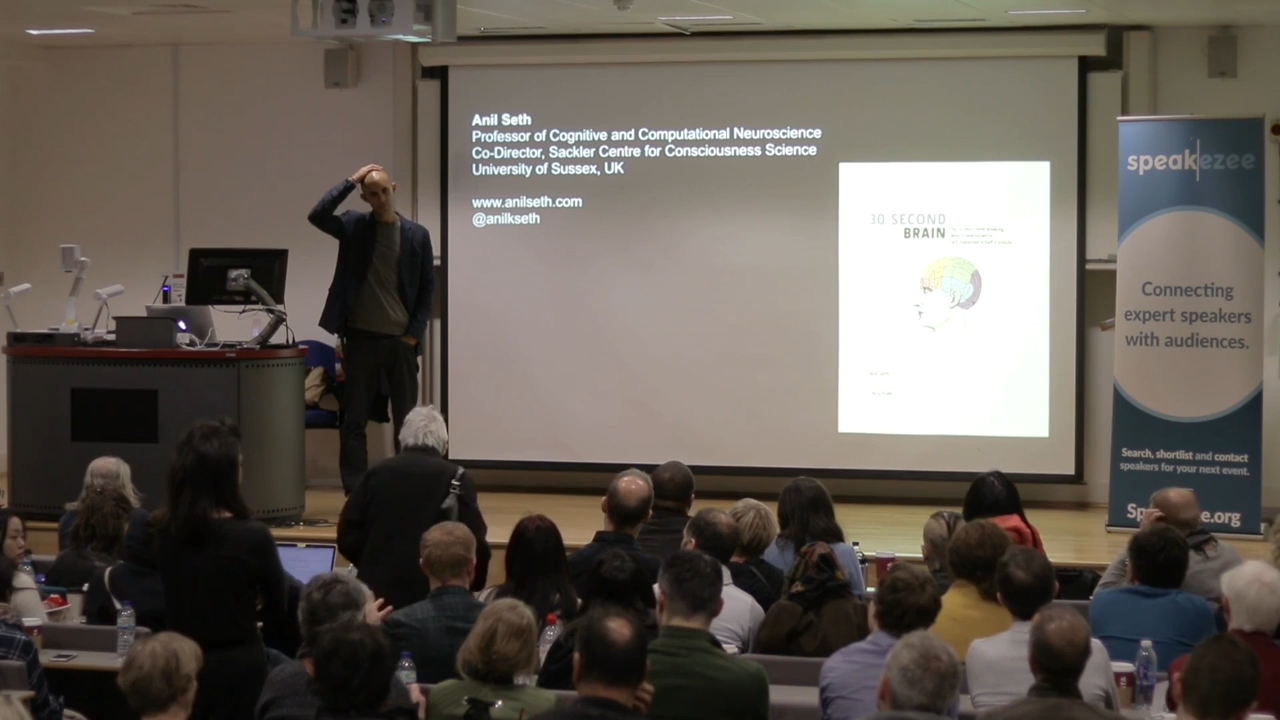 Anil Seth
Professor of Cognitive and Computational Neuroscience
Co-Director, Sackler Centre for Consciousness Science
University of Sussex, UK
www.anilseth.com
@anilkseth
30 SECOND
BRAIN
speakezee
Connecting
expert speakers
with audiences.
Search, shortlist and contact
speakers for your next event.